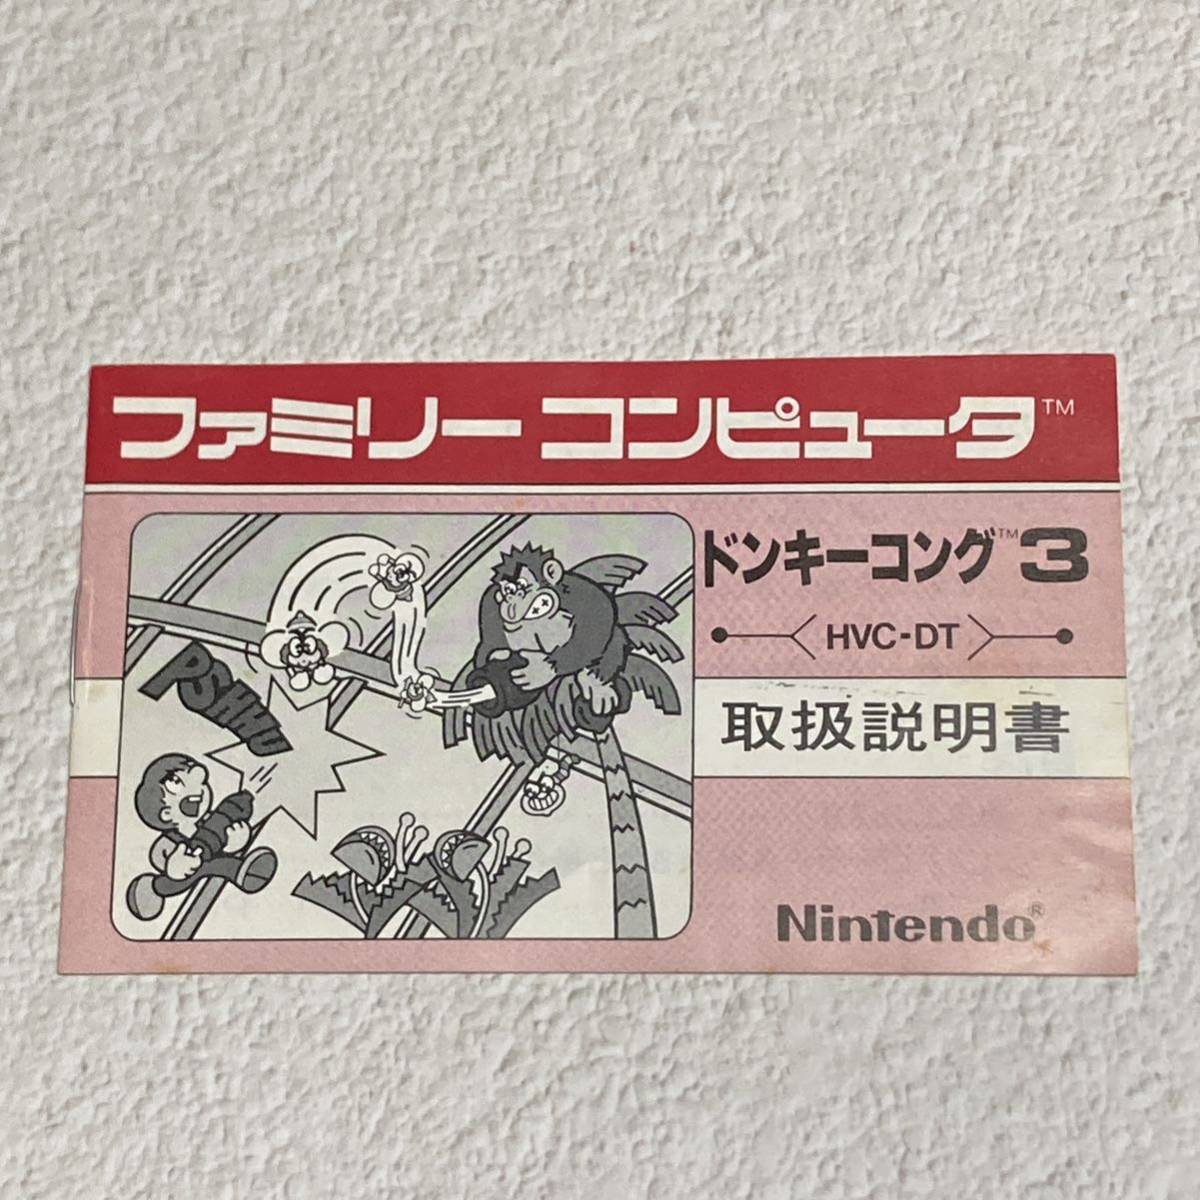 ファミリーコンピュータ™
ドンキーコング™3
HVC-DT
取扱説明書
PSHHH
Nintendo®